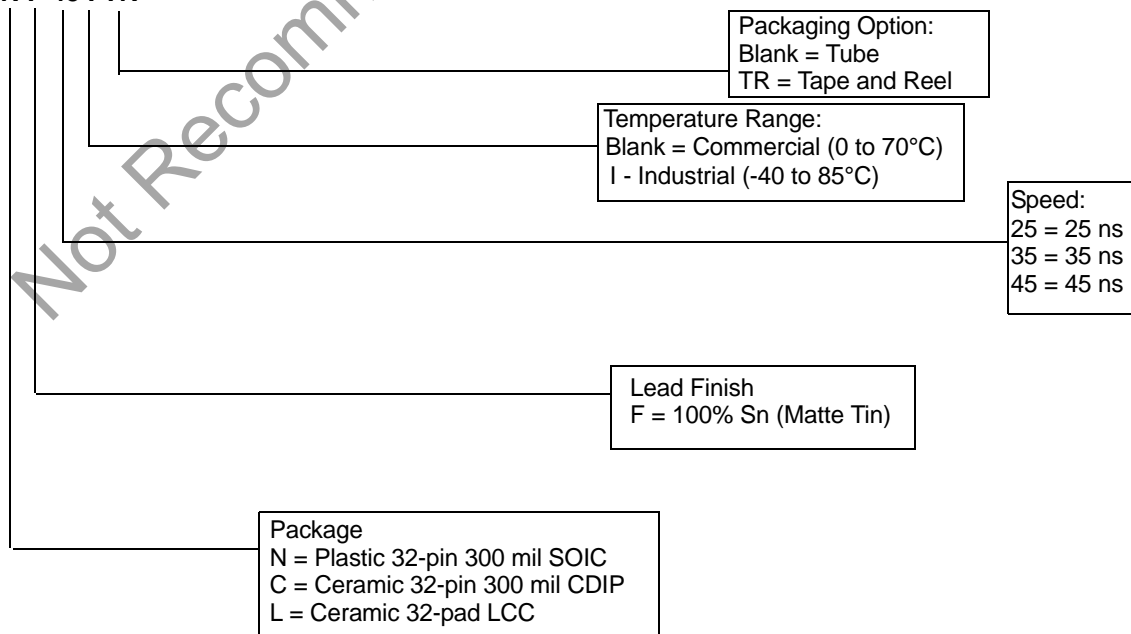 Not Recom
Packaging Option:
Blank = Tube
TR = Tape and Reel
Temperature Range:
Blank = Commercial (0 to 70°C)
I - Industrial (-40 to 85°C)
Speed:
25 = 25 ns
35 = 35 ns
45 = 45 ns
Lead Finish
F = 100% Sn (Matte Tin)
Package
N = Plastic 32-pin 300 mil SOIC
C = Ceramic 32-pin 300 mil CDIP
L = Ceramic 32-pad LCC